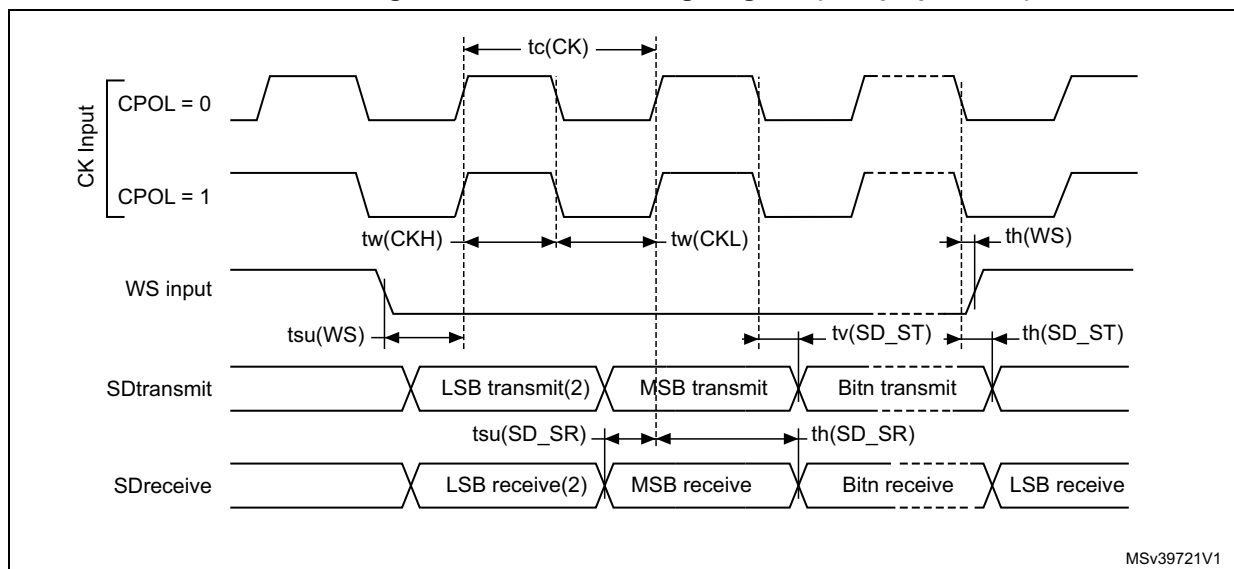 tc(CK)
CK Input
CPOL = 0
CPOL = 1
tw(CKH)
tw(CKL)
th(WS)
WS input
tsu(WS)
tv(SD_ST)
th(SD_ST)
SDtransmit
LSB transmit(2)
MSB transmit
Bitn transmit
tsu(SD_SR)
th(SD_SR)
SDreceive
LSB receive(2)
MSB receive
Bitn receive
LSB receive
MSv39721V1